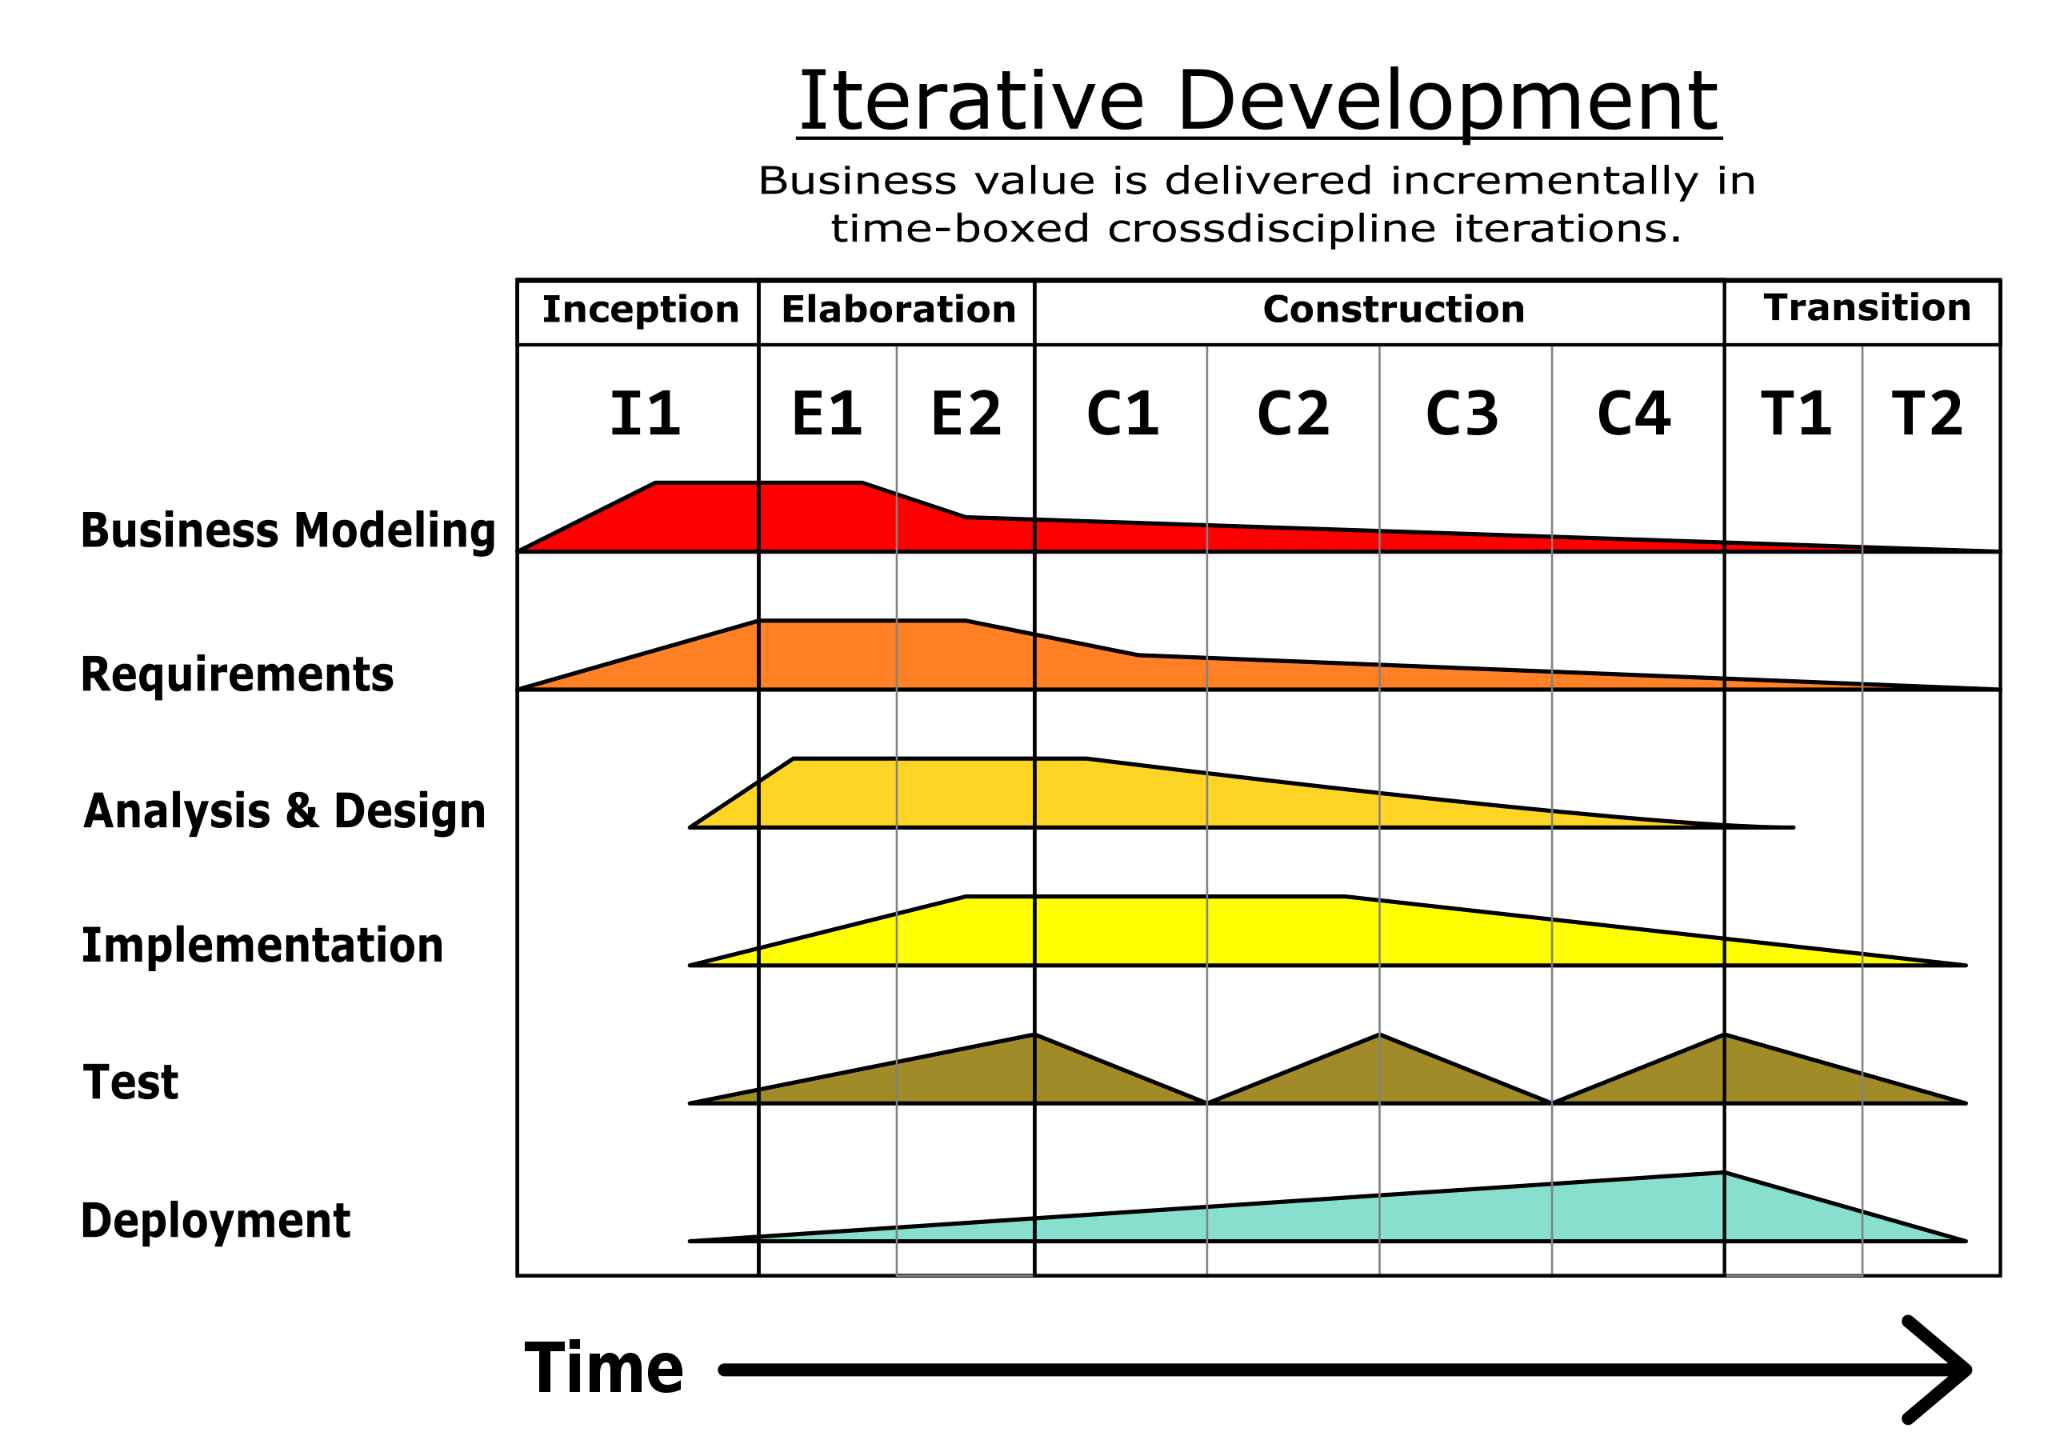 Iterative Development
Business value is delivered incrementally in
time-boxed crossdiscipline iterations.
Inception Elaboration Construction Transition
I1 E1 E2 C1 C2 C3 C4 T1 T2
Business Modeling
Requirements
Analysis & Design
Implementation
Test
Deployment
Time